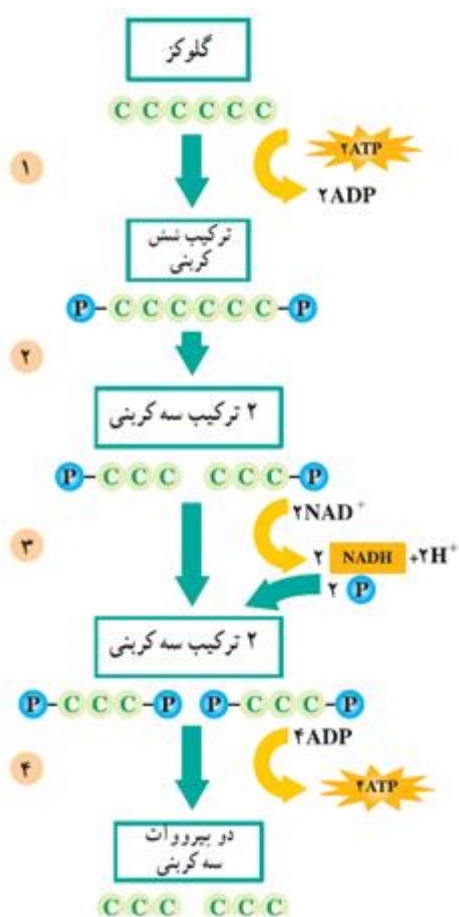 گلوکز
C C C C C C
۱
۲ATP
۲ADP
ترکیب شش
کربنی
P-C C C C C C-P
۲
۲ ترکیب سه کربنی
P-C C C C C C-P
۳
۲NAD+
۲ NADH +۲H+
۲ P
۲ ترکیب سه کربنی
P-C C C-P P-C C C-P
۴
۴ADP
۴ATP
دو پیرووات
سه کربنی
C C C C C C